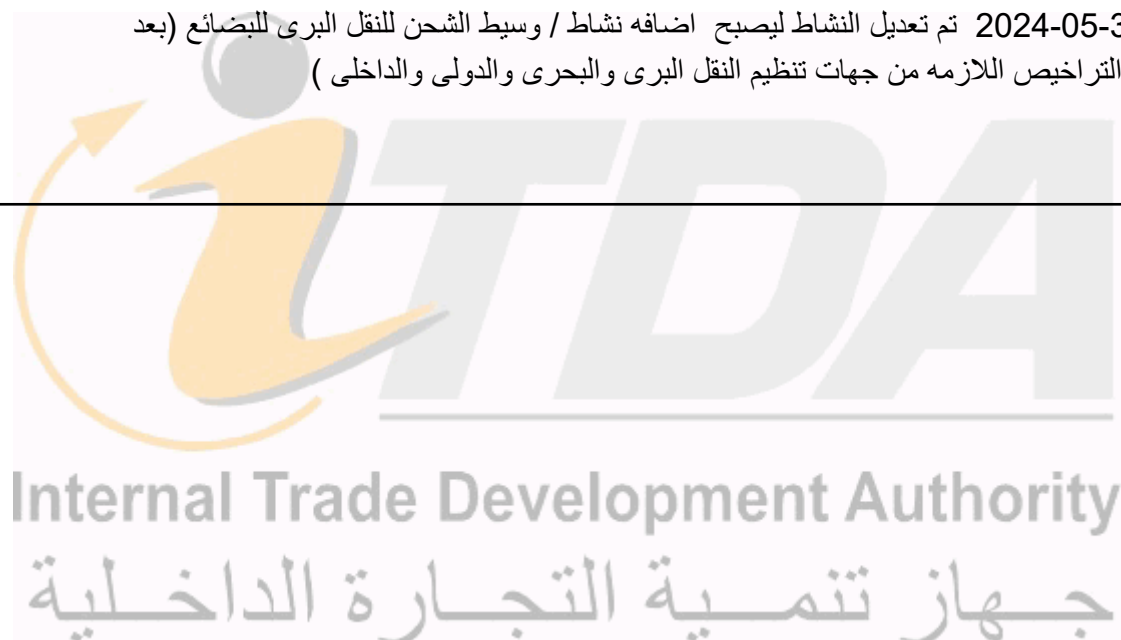 2024-05-3 تم تعديل النشاط ليصبح اضافه نشاط / وسيط الشحن للنقل البرى للبضائع (بعد
التراخيص اللازمه من جهات تنظيم النقل البرى والبحرى والدولى والداخلى )
iTDA
Internal Trade Development Authority
جهاز تنمية التجارة الداخلية